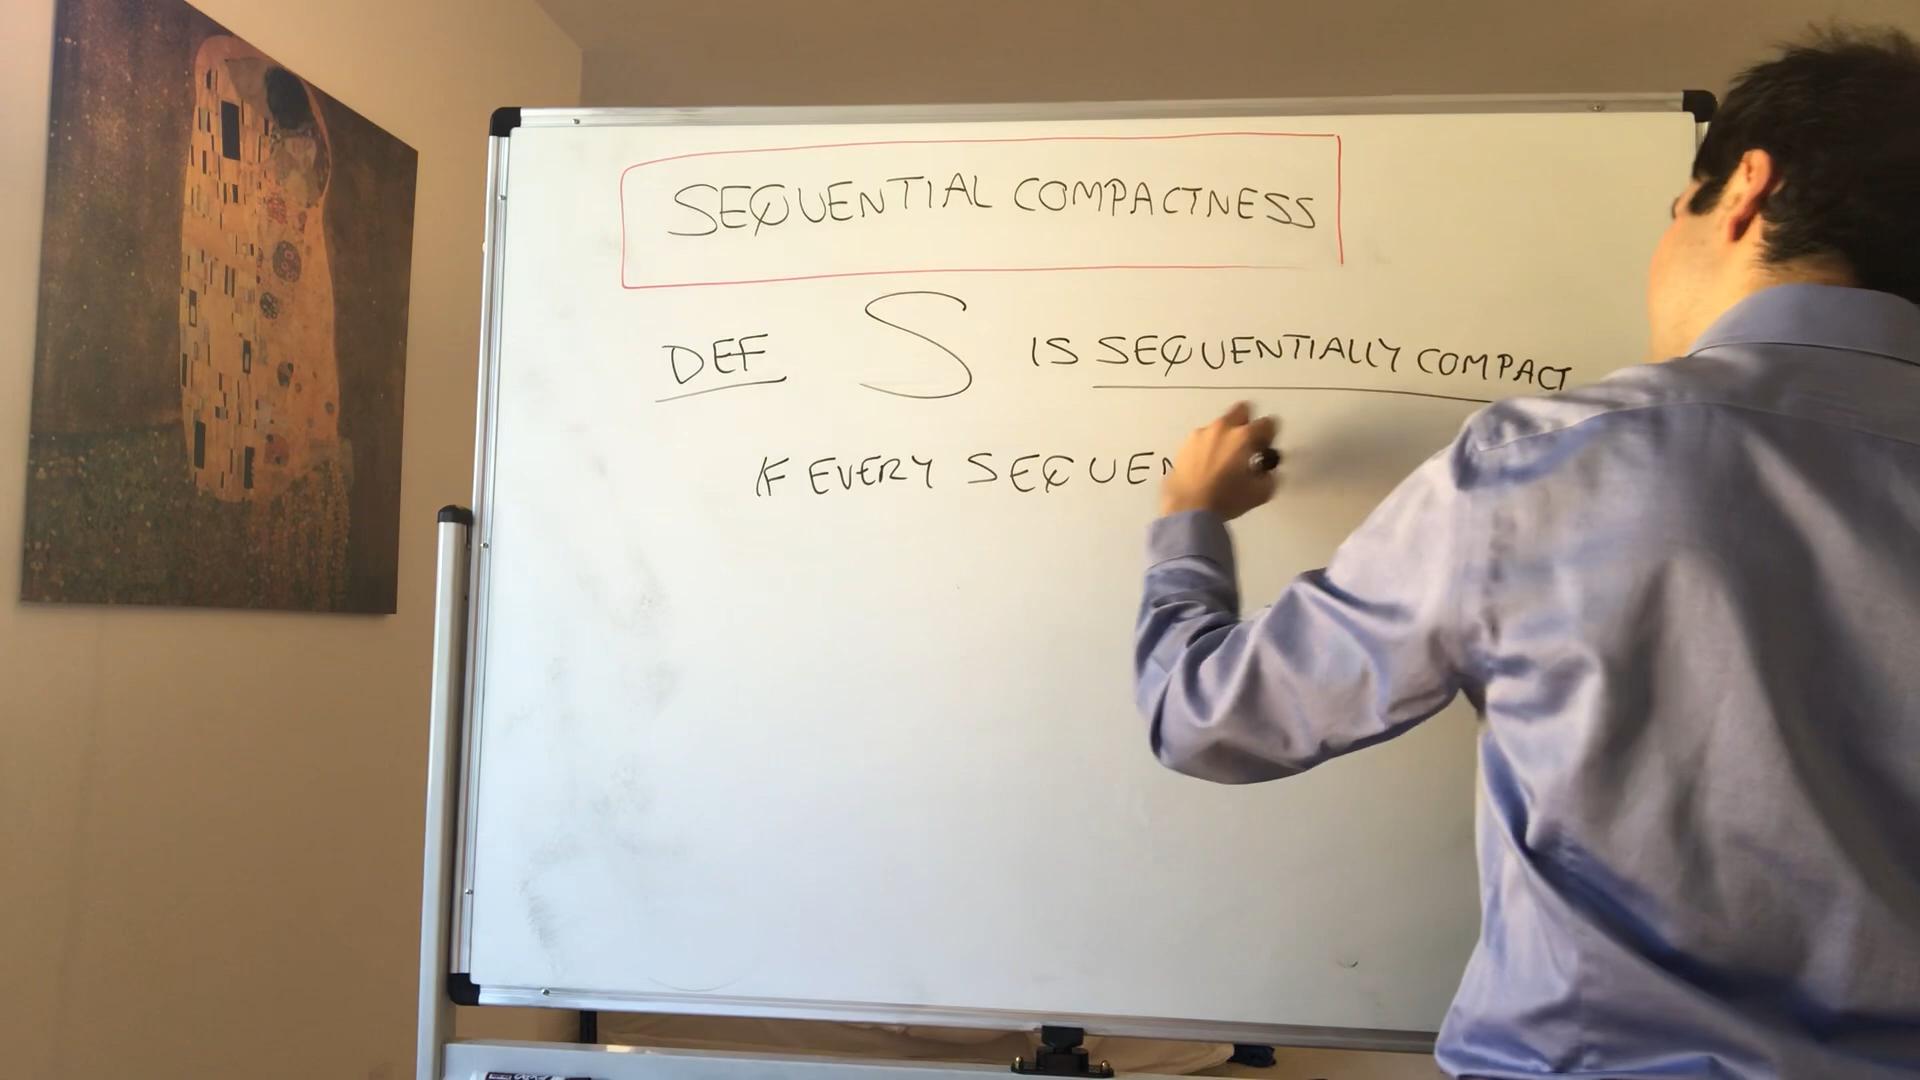 SEQUENTIAL COMPACTNESS
DEF S IS SEQUENTIALLY COMPACT
IF EVERY SEQUEN